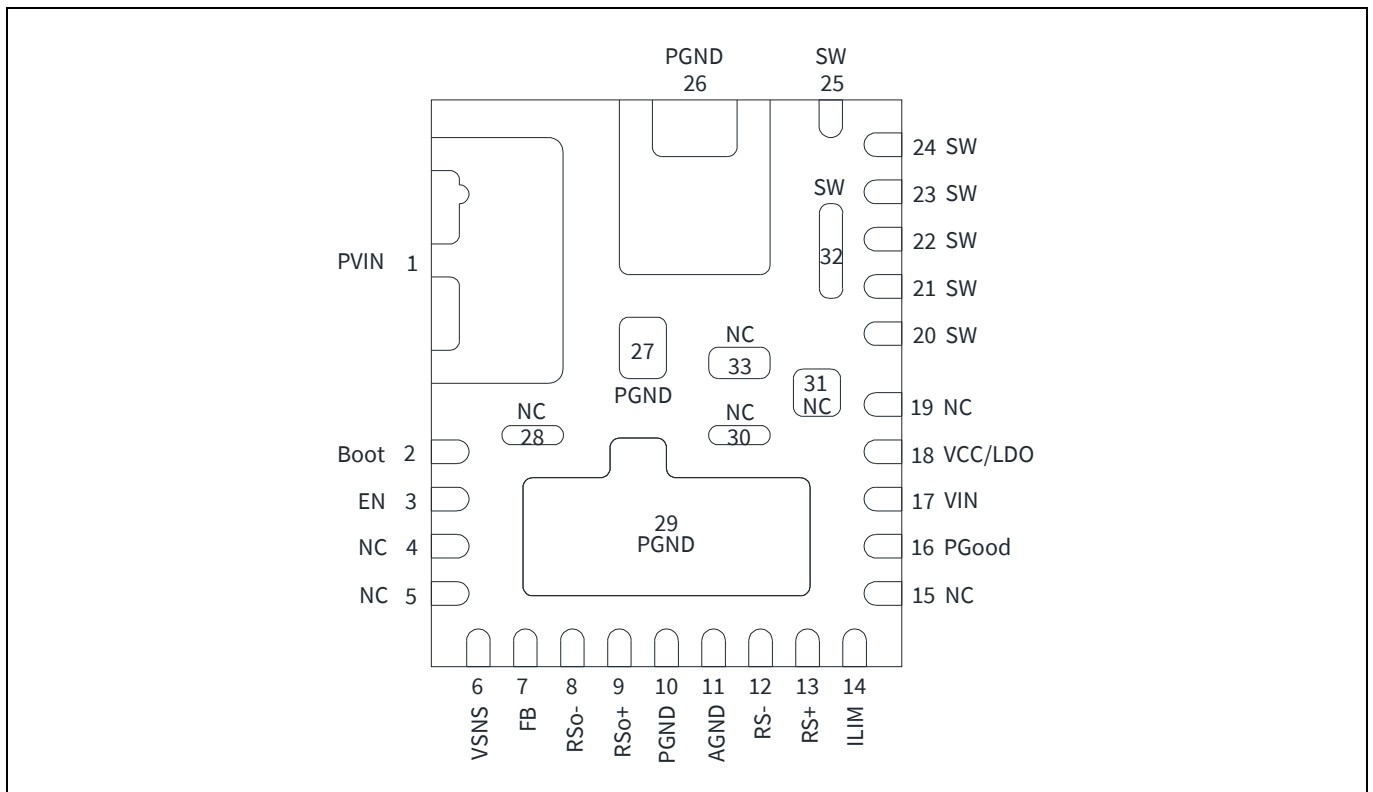 PGND
26
SW
25
24 SW
23 SW
SW
22 SW
32
PVIN 1
21 SW
20 SW
NC
27
33
PGND
31
NC
NC
28
NC
30
19 NC
Boot 2
18 VCC/LDO
EN 3
17 VIN
29
PGND
NC 4
16 PGood
NC 5
15 NC
6
7
8
9
10
11
12
13
14
VSNS
FB
RSo-
RSo+
PGND
AGND
RS-
RS+
ILIM